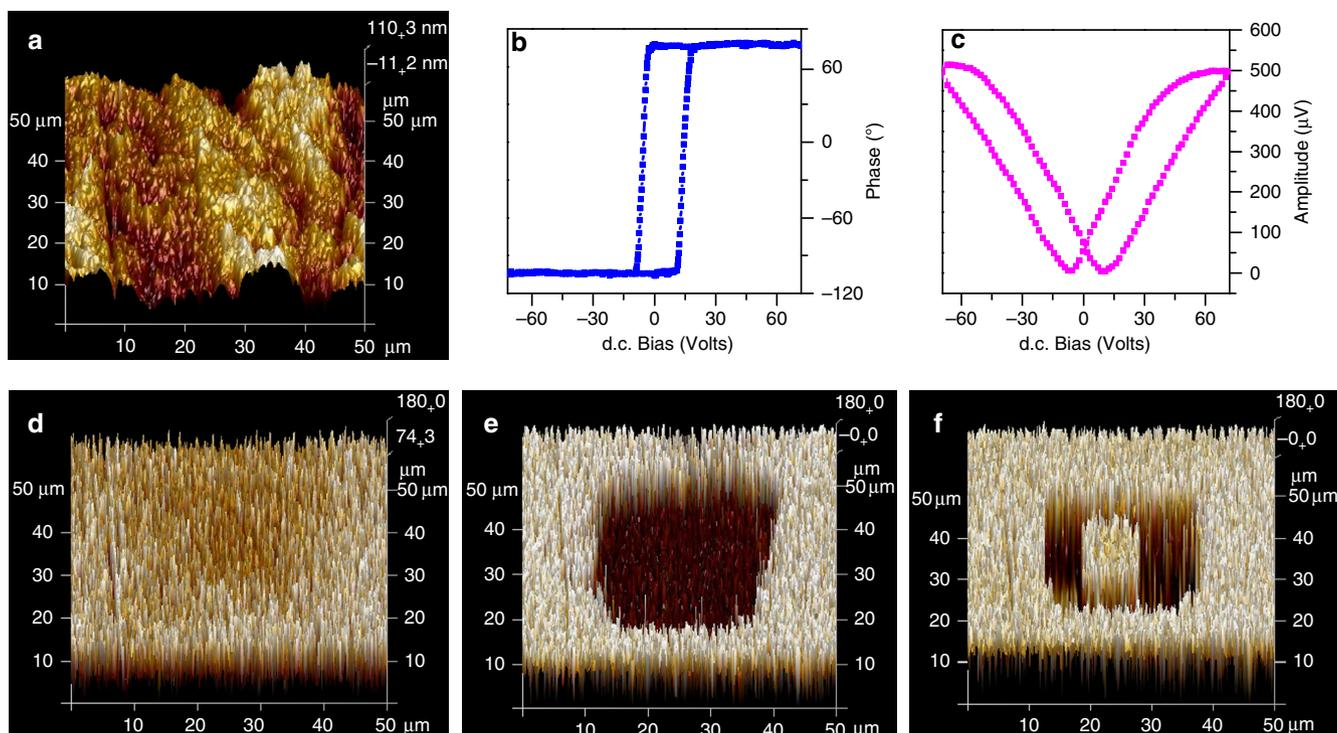 a
110.3 nm
–11.2 nm
µm
50 µm
50 µm
40
40
30
30
20
20
10
10
10
20
30
40
50
µm
b
60
0
–60
–120
Phase (°)
–60
–30
0
30
60
d.c. Bias (Volts)
c
600
500
400
300
200
100
0
Amplitude (µV)
–60
–30
0
30
60
d.c. Bias (Volts)
d
180.0
74.3
µm
50 µm
50 µm
40
40
30
30
20
20
10
10
10
20
30
40
50
µm
e
180.0
–0.0
µm
50 µm
50 µm
40
40
30
30
20
20
10
10
10
20
30
40
50
µm
f
180.0
–0.0
µm
50 µm
50 µm
40
40
30
30
20
20
10
10
10
20
30
40
50 µm